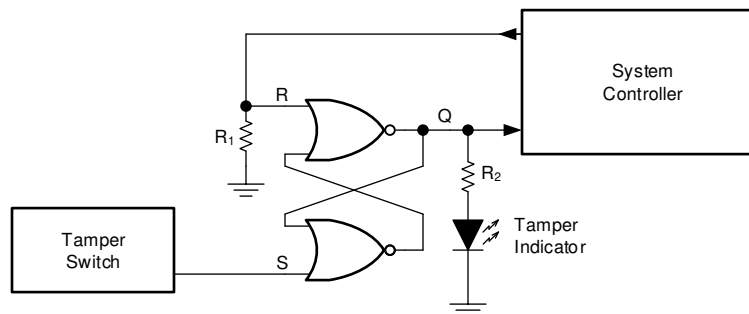 System
Controller
R
Q
R1
R2
Tamper
Switch
Tamper
Indicator
S